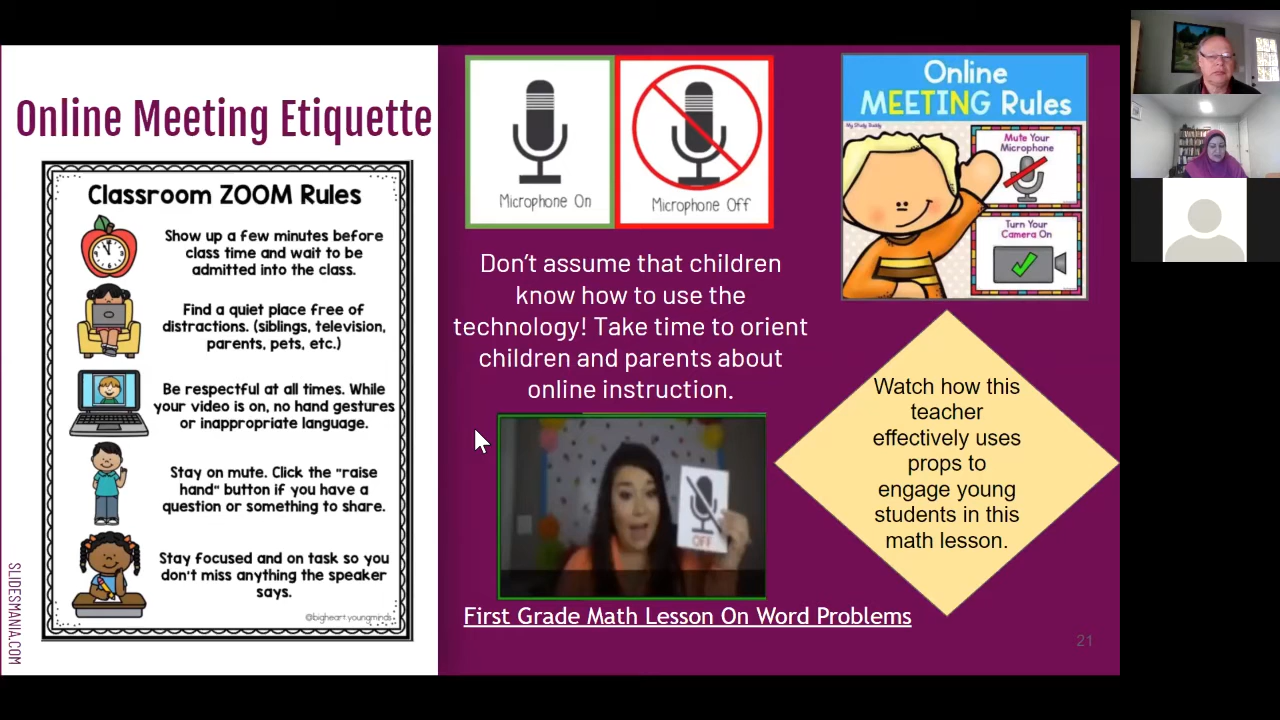 Online Meeting Etiquette
Classroom ZOOM Rules
Show up a few minutes before
class time and wait to be
admitted into the class.
Find a quiet place free of
distractions. (siblings, television,
parents, pets, etc.)
Be respectful at all times. While
your video is on, no hand gestures
or inappropriate language.
Stay on mute. Click the "raise
hand" button if you have a
question or something to share.
Stay focused and on task so you
don't miss anything the speaker
says.
@bigheart.youngminds
SLIDESMANIA.COM
Microphone On
Microphone Off
Don't assume that children
know how to use the
technology! Take time to orient
children and parents about
online instruction.
OFF
First Grade Math Lesson On Word Problems
Online
MEETING Rules
My Study Buddy
Mute Your
Microphone
Turn Your
Camera On
Watch how this
teacher
effectively uses
props to
engage young
students in this
math lesson.
21